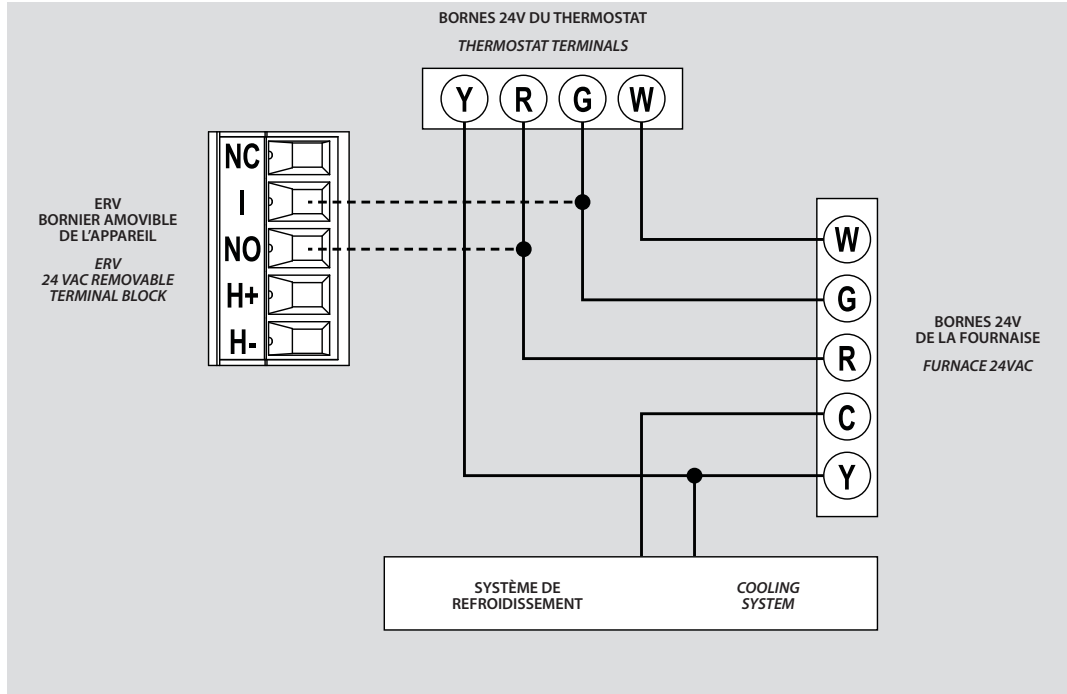 BORNES 24V DU THERMOSTAT
THERMOSTAT TERMINALS
Y R G W
NC
I
NO
H+
H-
ERV
BORNIER AMOVIBLE
DE L'APPAREIL
ERV
24 VAC REMOVABLE
TERMINAL BLOCK
W
G
R
C
Y
BORNES 24V
DE LA FOURNAISE
FURNACE 24VAC
SYSTÈME DE
REFROIDISSEMENT
COOLING
SYSTEM